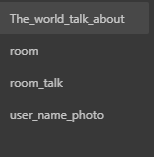 The_world_talk_about
room
room_talk
user_name_photo